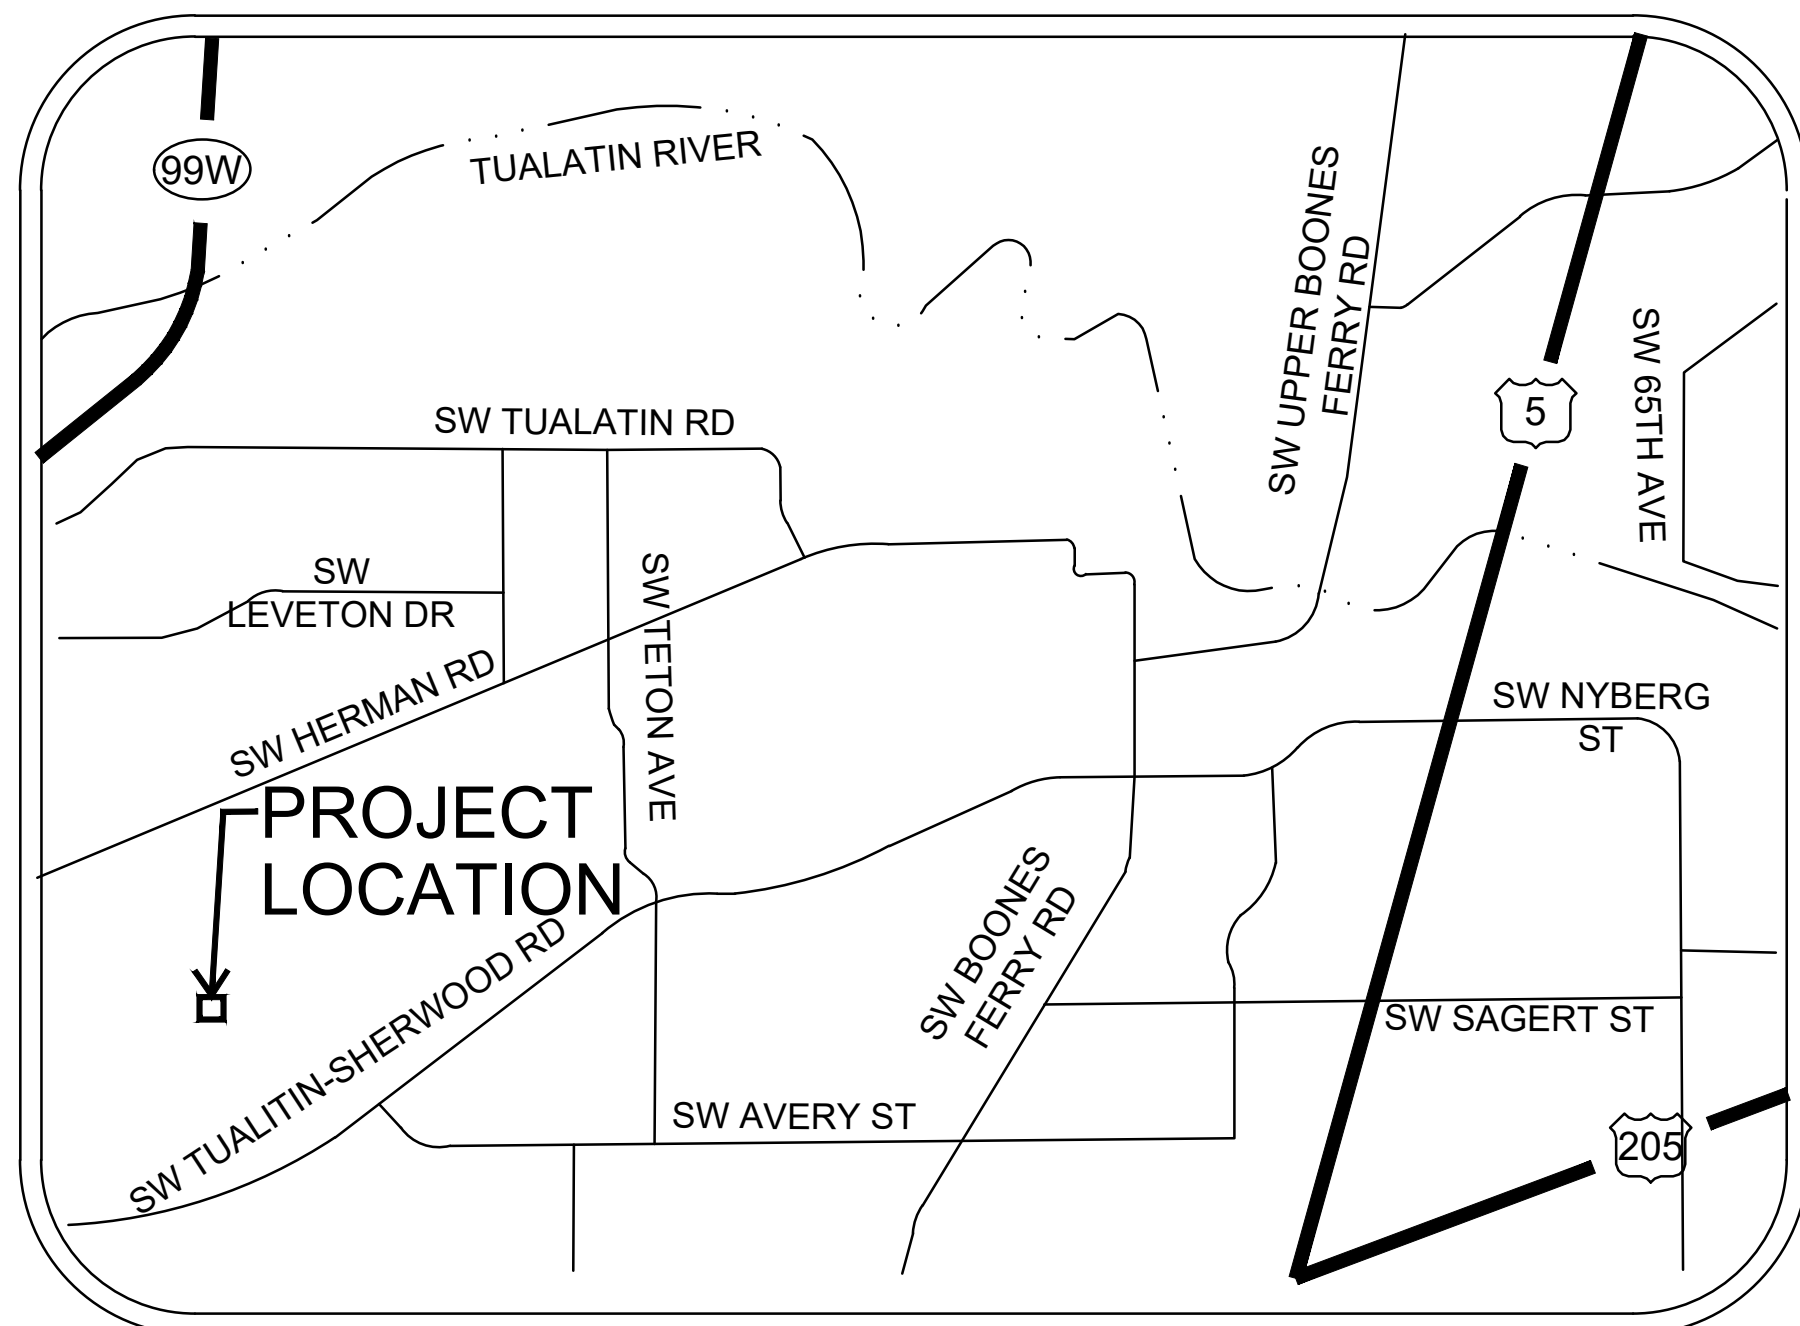 99W
TUALATIN RIVER
SW UPPER BOONES
FERRY RD
SW 65TH AVE
5
SW TUALATIN RD
SW
LEVETON DR
SW TETON AVE
SW HERMAN RD
SW NYBERG
ST
PROJECT
LOCATION
SW BOONES
FERRY RD
SW TUALITIN-SHERWOOD RD
SW SAGERT ST
SW AVERY ST
205